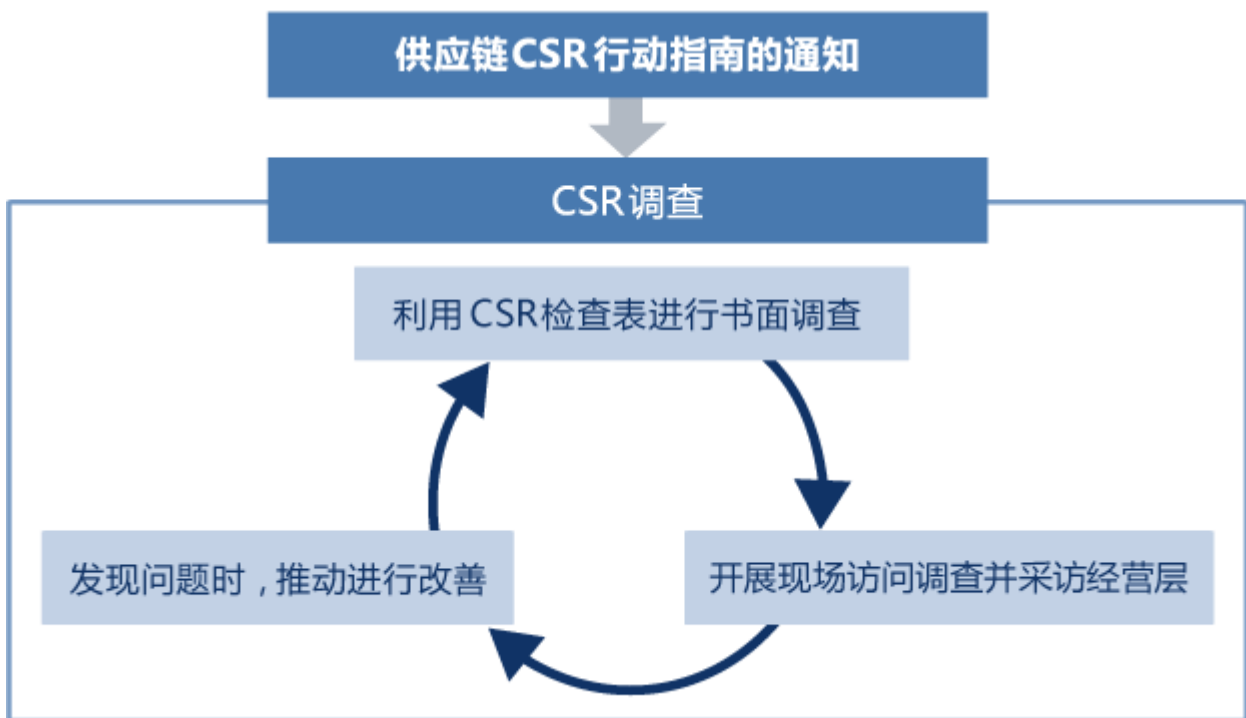 供应链CSR行动指南的通知
CSR调查
利用CSR检查表进行书面调查
发现问题时，推动进行改善
开展现场访问调查并采访经营层